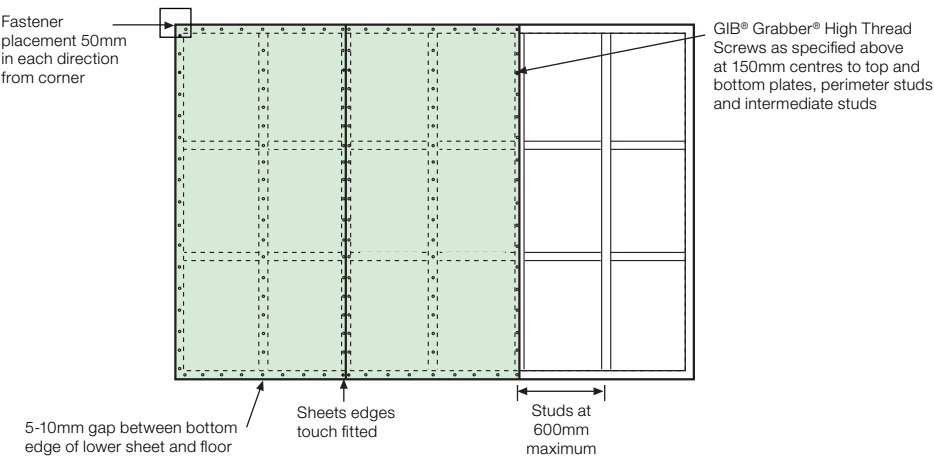 Fastener
placement 50mm
in each direction
from corner
GIB® Grabber® High Thread
Screws as specified above
at 150mm centres to top and
bottom plates, perimeter studs
and intermediate studs
5-10mm gap between bottom
edge of lower sheet and floor
Sheets edges
touch fitted
Studs at
600mm
maximum